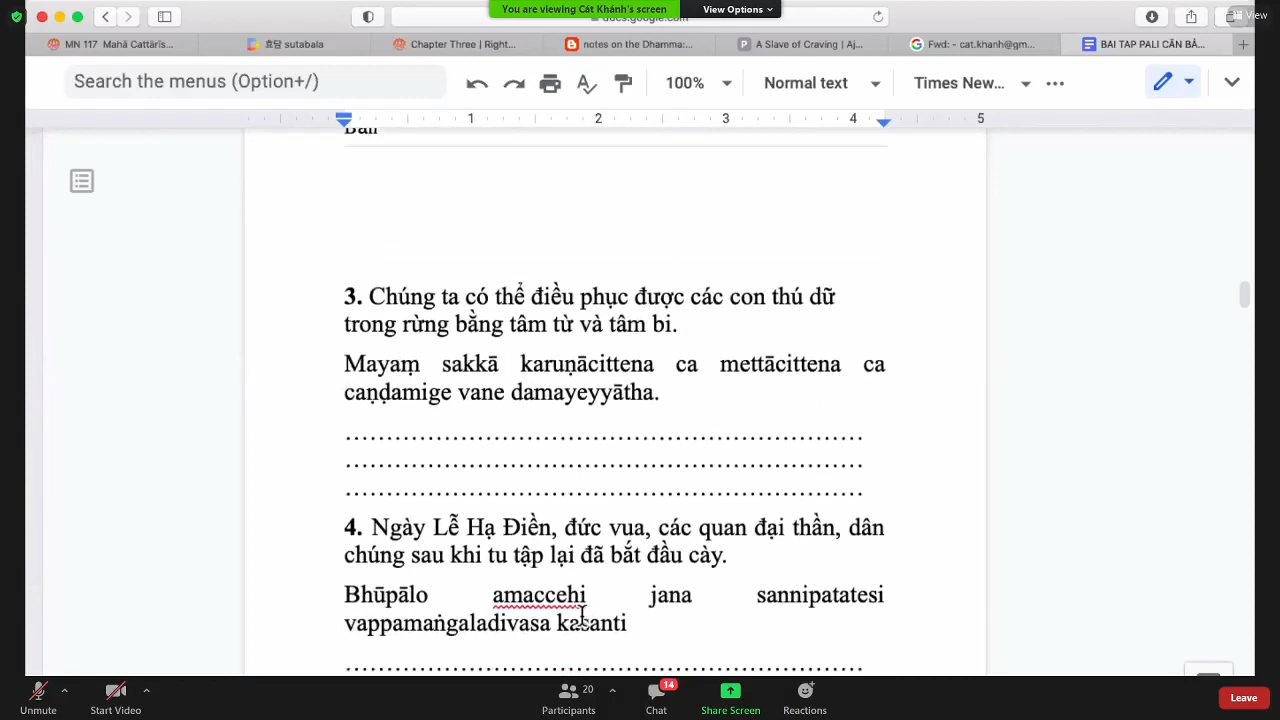 You are viewing Cát Khánh's screen
View Options
View
docs.google.com
MN 117 Mahā Cattārīs...
효담 sutabala
Chapter Three | Right...
notes on the Dhamma:...
A Slave of Craving | Aj...
Fwd: - cat.khanh@gm...
BAI TAP PALI CĂN BẢ...
Search the menus (Option+/)
100%
Normal text
Times New...
1 2 3 4 5
3. Chúng ta có thể điều phục được các con thú dữ
trong rừng bằng tâm từ và tâm bi.
Mayaṃ sakkā karuṇācittena ca mettācittena ca
caṇḍamige vane damayeyyātha.
4. Ngày Lễ Hạ Điền, đức vua, các quan đại thần, dân
chúng sau khi tu tập lại đã bắt đầu cày.
Bhūpālo amaccehi jana sannipatatesi
vappamaṅgaladivasa kasanti
Unmute
Start Video
20
Participants
14
Chat
Share Screen
Reactions
Leave